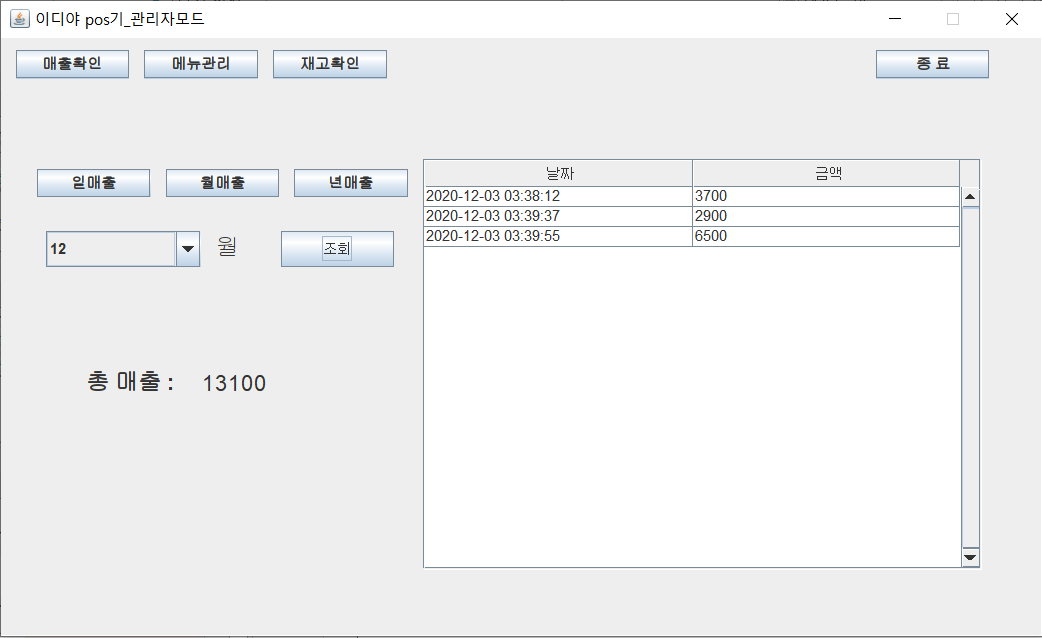 이디야 pos기_관리자모드
매출확인 메뉴관리 재고확인 종 료
일매출 월매출 년매출
12 월 조회
총 매출 : 13100
날짜 금액
2020-12-03 03:38:12 3700
2020-12-03 03:39:37 2900
2020-12-03 03:39:55 6500